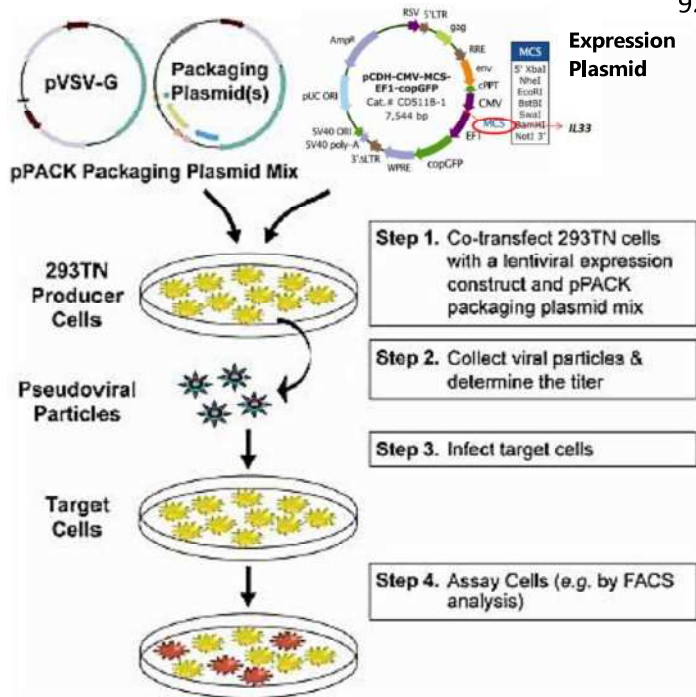 92
pVSV-G
Packaging
Plasmid(s)
pPACK Packaging Plasmid Mix
RSV
5'LTR
gag
RRE
env
cPPT
CMV
MCS
EF1
copGFP
WPRE
3'ΔLTR
SV40 poly-A
SV40 ORI
pUC ORI
AmpR
pCDH-CMV-MCS-
EF1-copGFP
Cat.# CD511B-1
7,544 bp
MCS
5' XbaI
NheI
EcoRI
BstBI
SwaI
BamHI
NotI 3'
IL33
Expression
Plasmid
293TN
Producer
Cells
Step 1. Co-transfect 293TN cells
with a lentiviral expression
construct and pPACK
packaging plasmid mix
Pseudoviral
Particles
Step 2. Collect viral particles &
determine the titer
Step 3. Infect target cells
Target
Cells
Step 4. Assay Cells (e.g. by FACS
analysis)